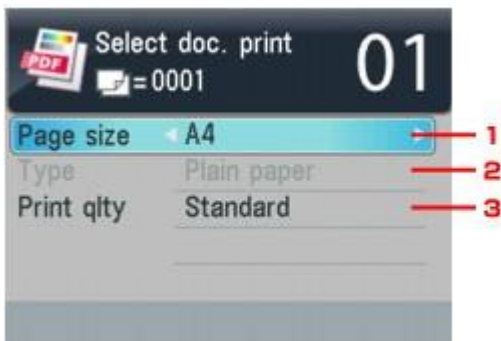 PDF
Select doc. print
=0001
01
Page size A4 1
Type Plain paper 2
Print qlty Standard 3